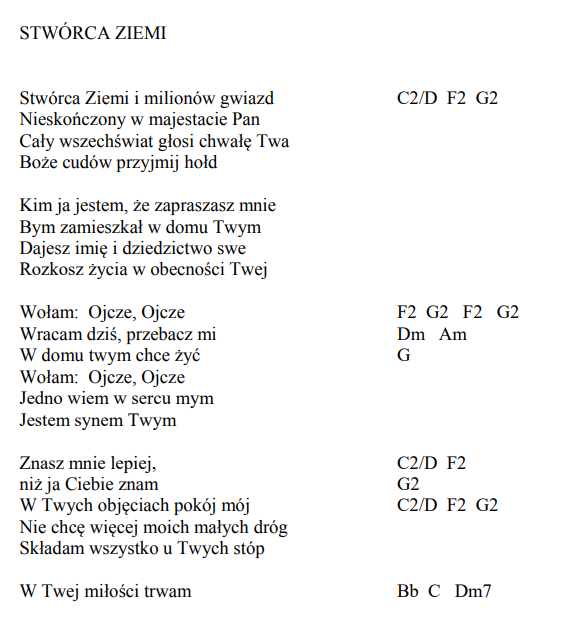 STWÓRCA ZIEMI
Stwórca Ziemi i milionów gwiazd C2/D F2 G2
Nieskończony w majestacie Pan
Cały wszechświat głosi chwałę Twa
Boże cudów przyjmij hołd
Kim ja jestem, że zapraszasz mnie
Bym zamieszkał w domu Twym
Dajesz imię i dziedzictwo swe
Rozkosz życia w obecności Twej
Wołam: Ojcze, Ojcze F2 G2 F2 G2
Wracam dziś, przebacz mi Dm Am
W domu twym chce żyć G
Wołam: Ojcze, Ojcze
Jedno wiem w sercu mym
Jestem synem Twym
Znasz mnie lepiej, C2/D F2
niż ja Ciebie znam G2
W Twych objęciach pokój mój C2/D F2 G2
Nie chcę więcej moich małych dróg
Składam wszystko u Twych stóp
W Twej miłości trwam Bb C Dm7